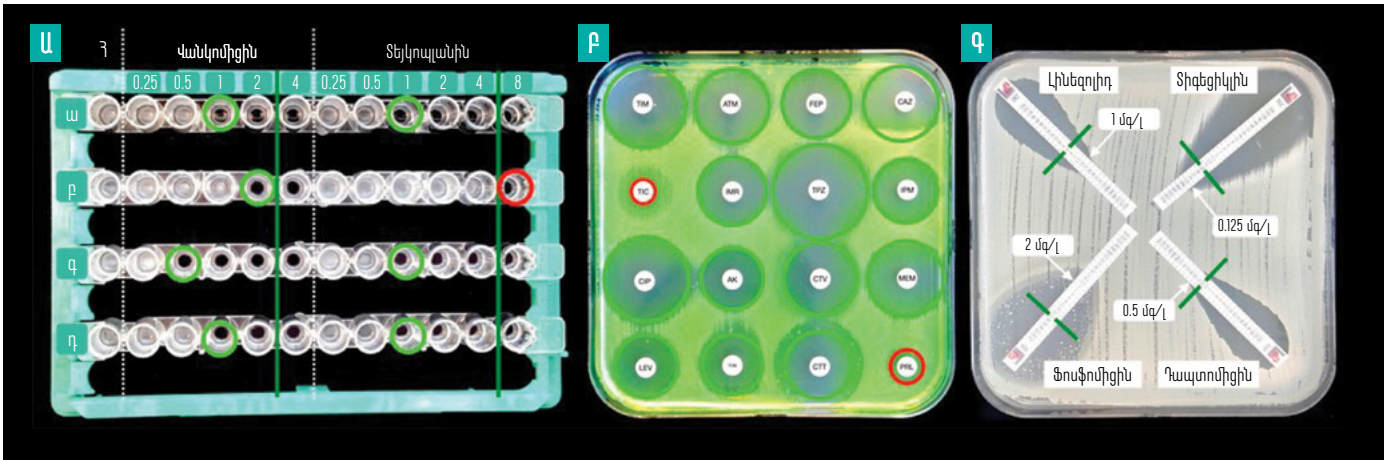 Ա
Հ
Վանկոմիցին
Տեյկոպլանին
0.25 0.5 1 2 4 0.25 0.5 1 2 4 8
ա
բ
գ
դ
Բ
TIM ATM FEP CAZ
TIC IMR TPZ IPM
CIP AK CTV MEM
LEV TOB CTT PRL
Գ
Լինեզոլիդ
Տիգեցիկլին
1 մգ/լ
0.125 մգ/լ
2 մգ/լ
0.5 մգ/լ
Ֆոսֆոմիցին
Դապտոմիցին